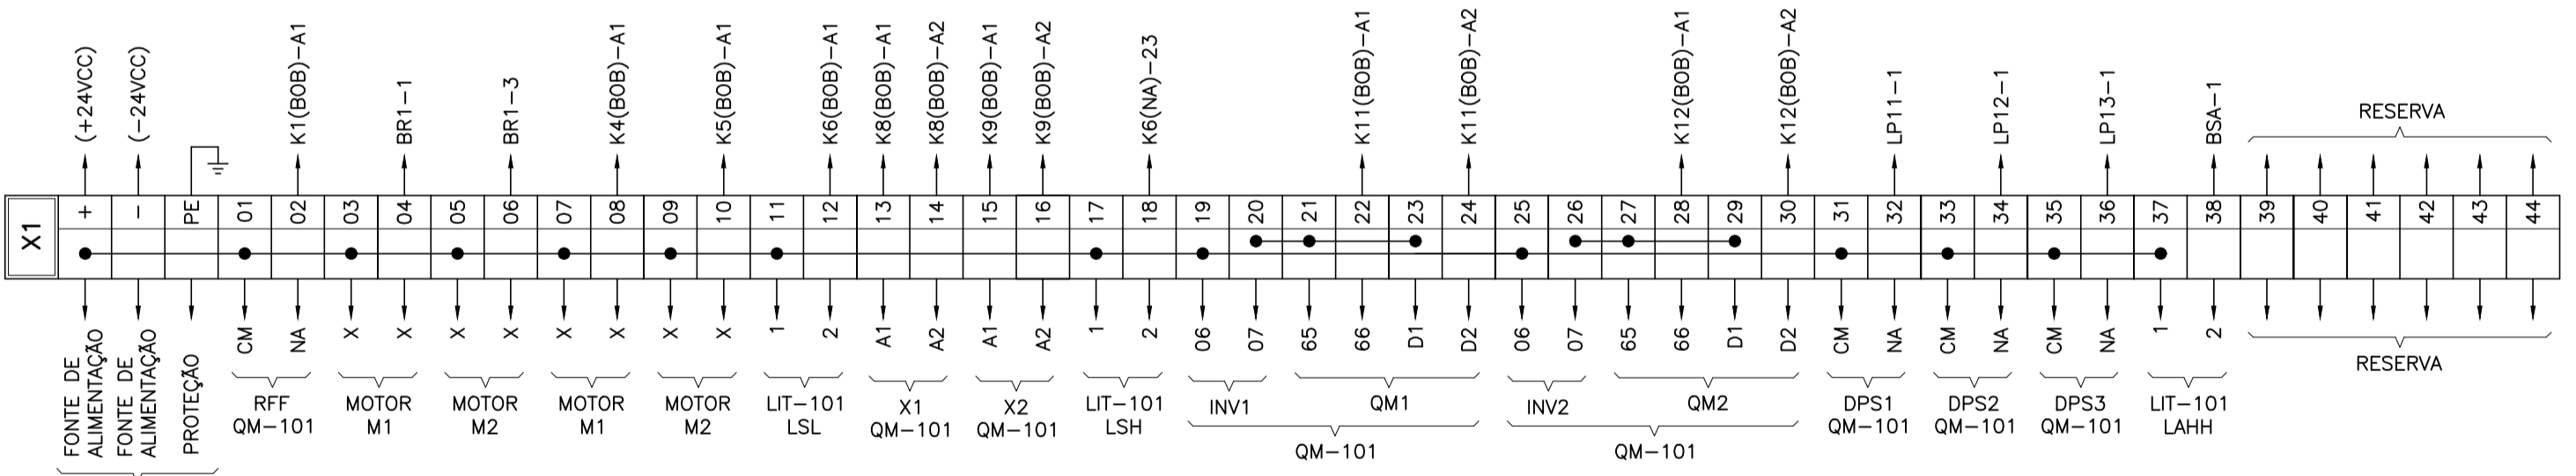 (+24VCC)
(-24VCC)
K1(BOB)-A1
BR1-1
BR1-3
K4(BOB)-A1
K5(BOB)-A1
K6(BOB)-A1
K8(BOB)-A1
K8(BOB)-A2
K9(BOB)-A1
K9(BOB)-A2
K6(NA)-23
K11(BOB)-A1
K11(BOB)-A2
K12(BOB)-A1
K12(BOB)-A2
LP11-1
LP12-1
LP13-1
BSA-1
RESERVA
X1
+ - PE 01 02 03 04 05 06 07 08 09 10 11 12 13 14 15 16 17 18 19 20 21 22 23 24 25 26 27 28 29 30 31 32 33 34 35 36 37 38 39 40 41 42 43 44
CM NA X X X X X X X X 1 2 A1 A2 A1 A2 1 2 06 07 65 66 D1 D2 06 07 65 66 D1 D2 CM NA CM NA CM NA 1 2
FONTE DE
ALIMENTAÇÃO
FONTE DE
ALIMENTAÇÃO
PROTEÇÃO
RFF
QM-101
MOTOR
M1
MOTOR
M2
MOTOR
M1
MOTOR
M2
LIT-101
LSL
X1
QM-101
X2
QM-101
LIT-101
LSH
INV1
QM1
QM-101
INV2
QM2
QM-101
DPS1
QM-101
DPS2
QM-101
DPS3
QM-101
LIT-101
LAHH
RESERVA